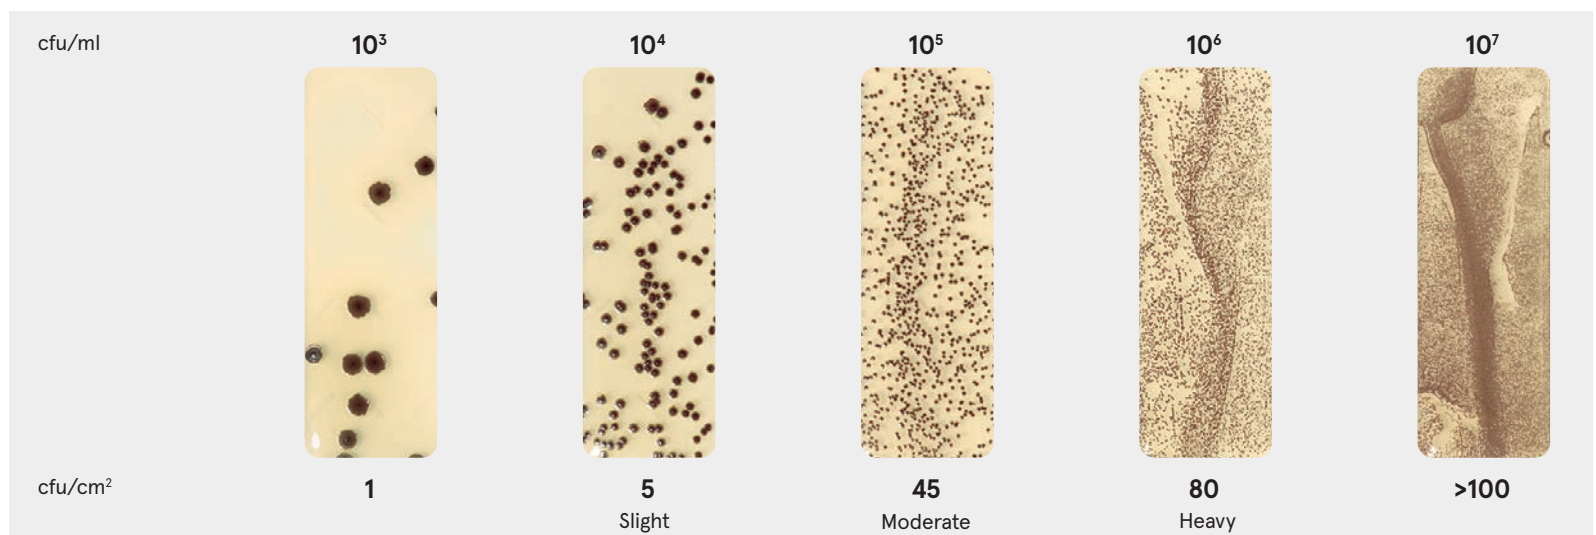 cfu/ml 10³ 10⁴ 10⁵ 10⁶ 10⁷
cfu/cm² 1 5 45 80 >100
Slight Moderate Heavy